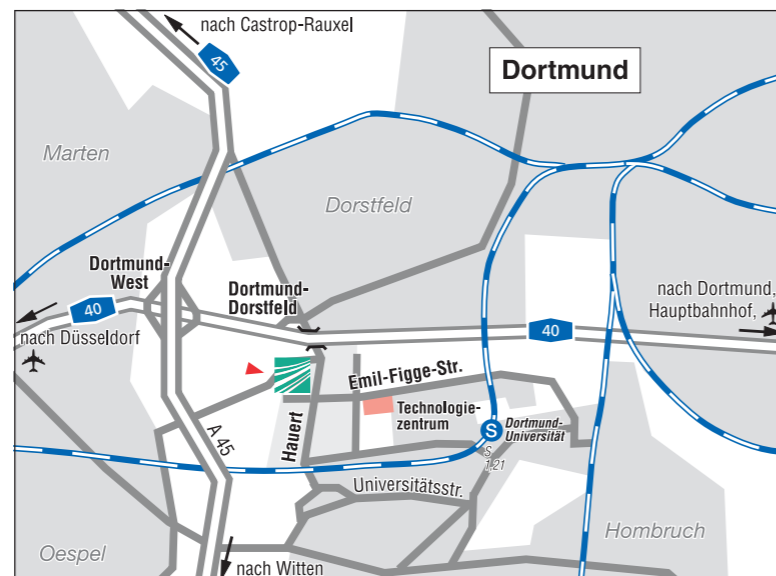 nach Castrop-Rauxel
45
Dortmund
Marten
Dorstfeld
Dortmund-
West
Dortmund-
Dorstfeld
nach Dortmund,
Hauptbahnhof,
40
nach Düsseldorf
40
Emil-Figge-Str.
Technologie-
zentrum
Hauert
A 45
S
Dortmund-
Universität
S
1,21
Universitätsstr.
Hombruch
Oespel
nach Witten